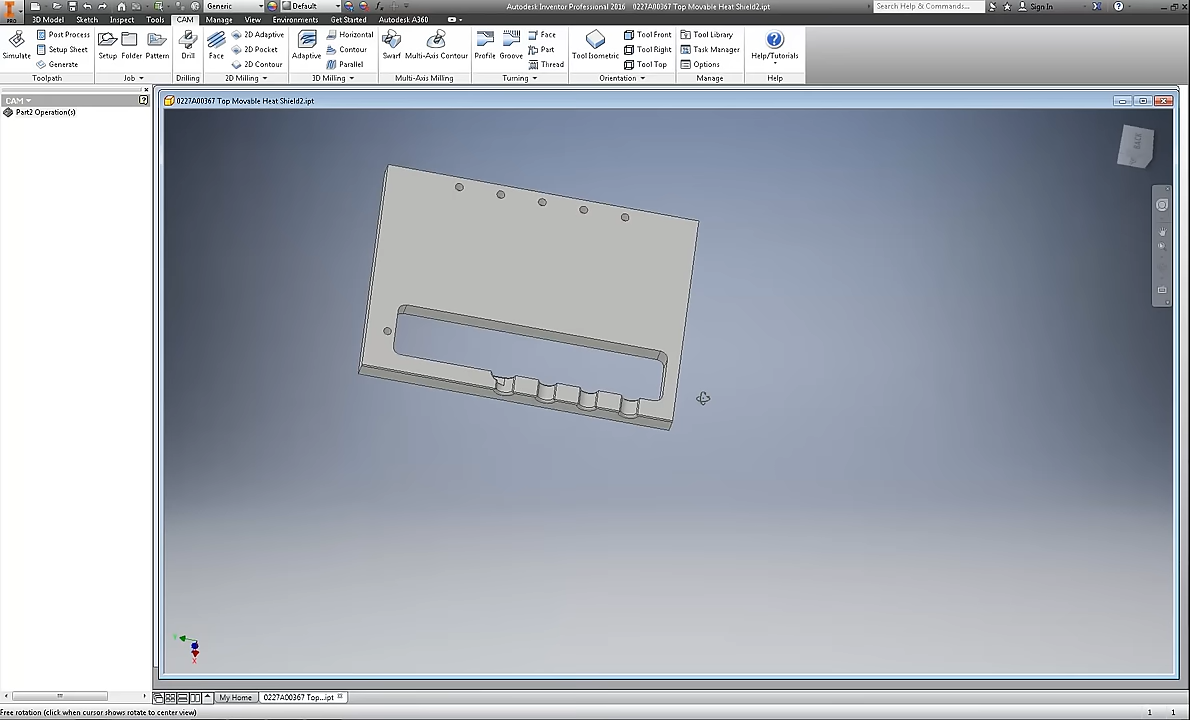 Generic
Default
Autodesk Inventor Professional 2016 0227A00367 Top Movable Heat Shield2.ipt
Search Help & Commands...
Sign In
PRO
3D Model Sketch Inspect Tools CAM Manage View Environments Get Started Autodesk A360
Simulate Post Process Setup Sheet Generate
Toolpath
Setup Folder Pattern
Job
Drill
Drilling
Face 2D Adaptive 2D Pocket 2D Contour
2D Milling
Adaptive Horizontal Contour Parallel
3D Milling
Swarf Multi-Axis Contour
Multi-Axis Milling
Profile Groove Face Part Thread
Turning
Tool Isometric Tool Front Tool Right Tool Top
Orientation
Tool Library Task Manager Options
Manage
Help/Tutorials
Help
CAM
Part2 Operation(s)
0227A00367 Top Movable Heat Shield2.ipt
BACK
X
My Home 0227A00367 Top...ipt
Free rotation (click when cursor shows rotate to center view)
1 1